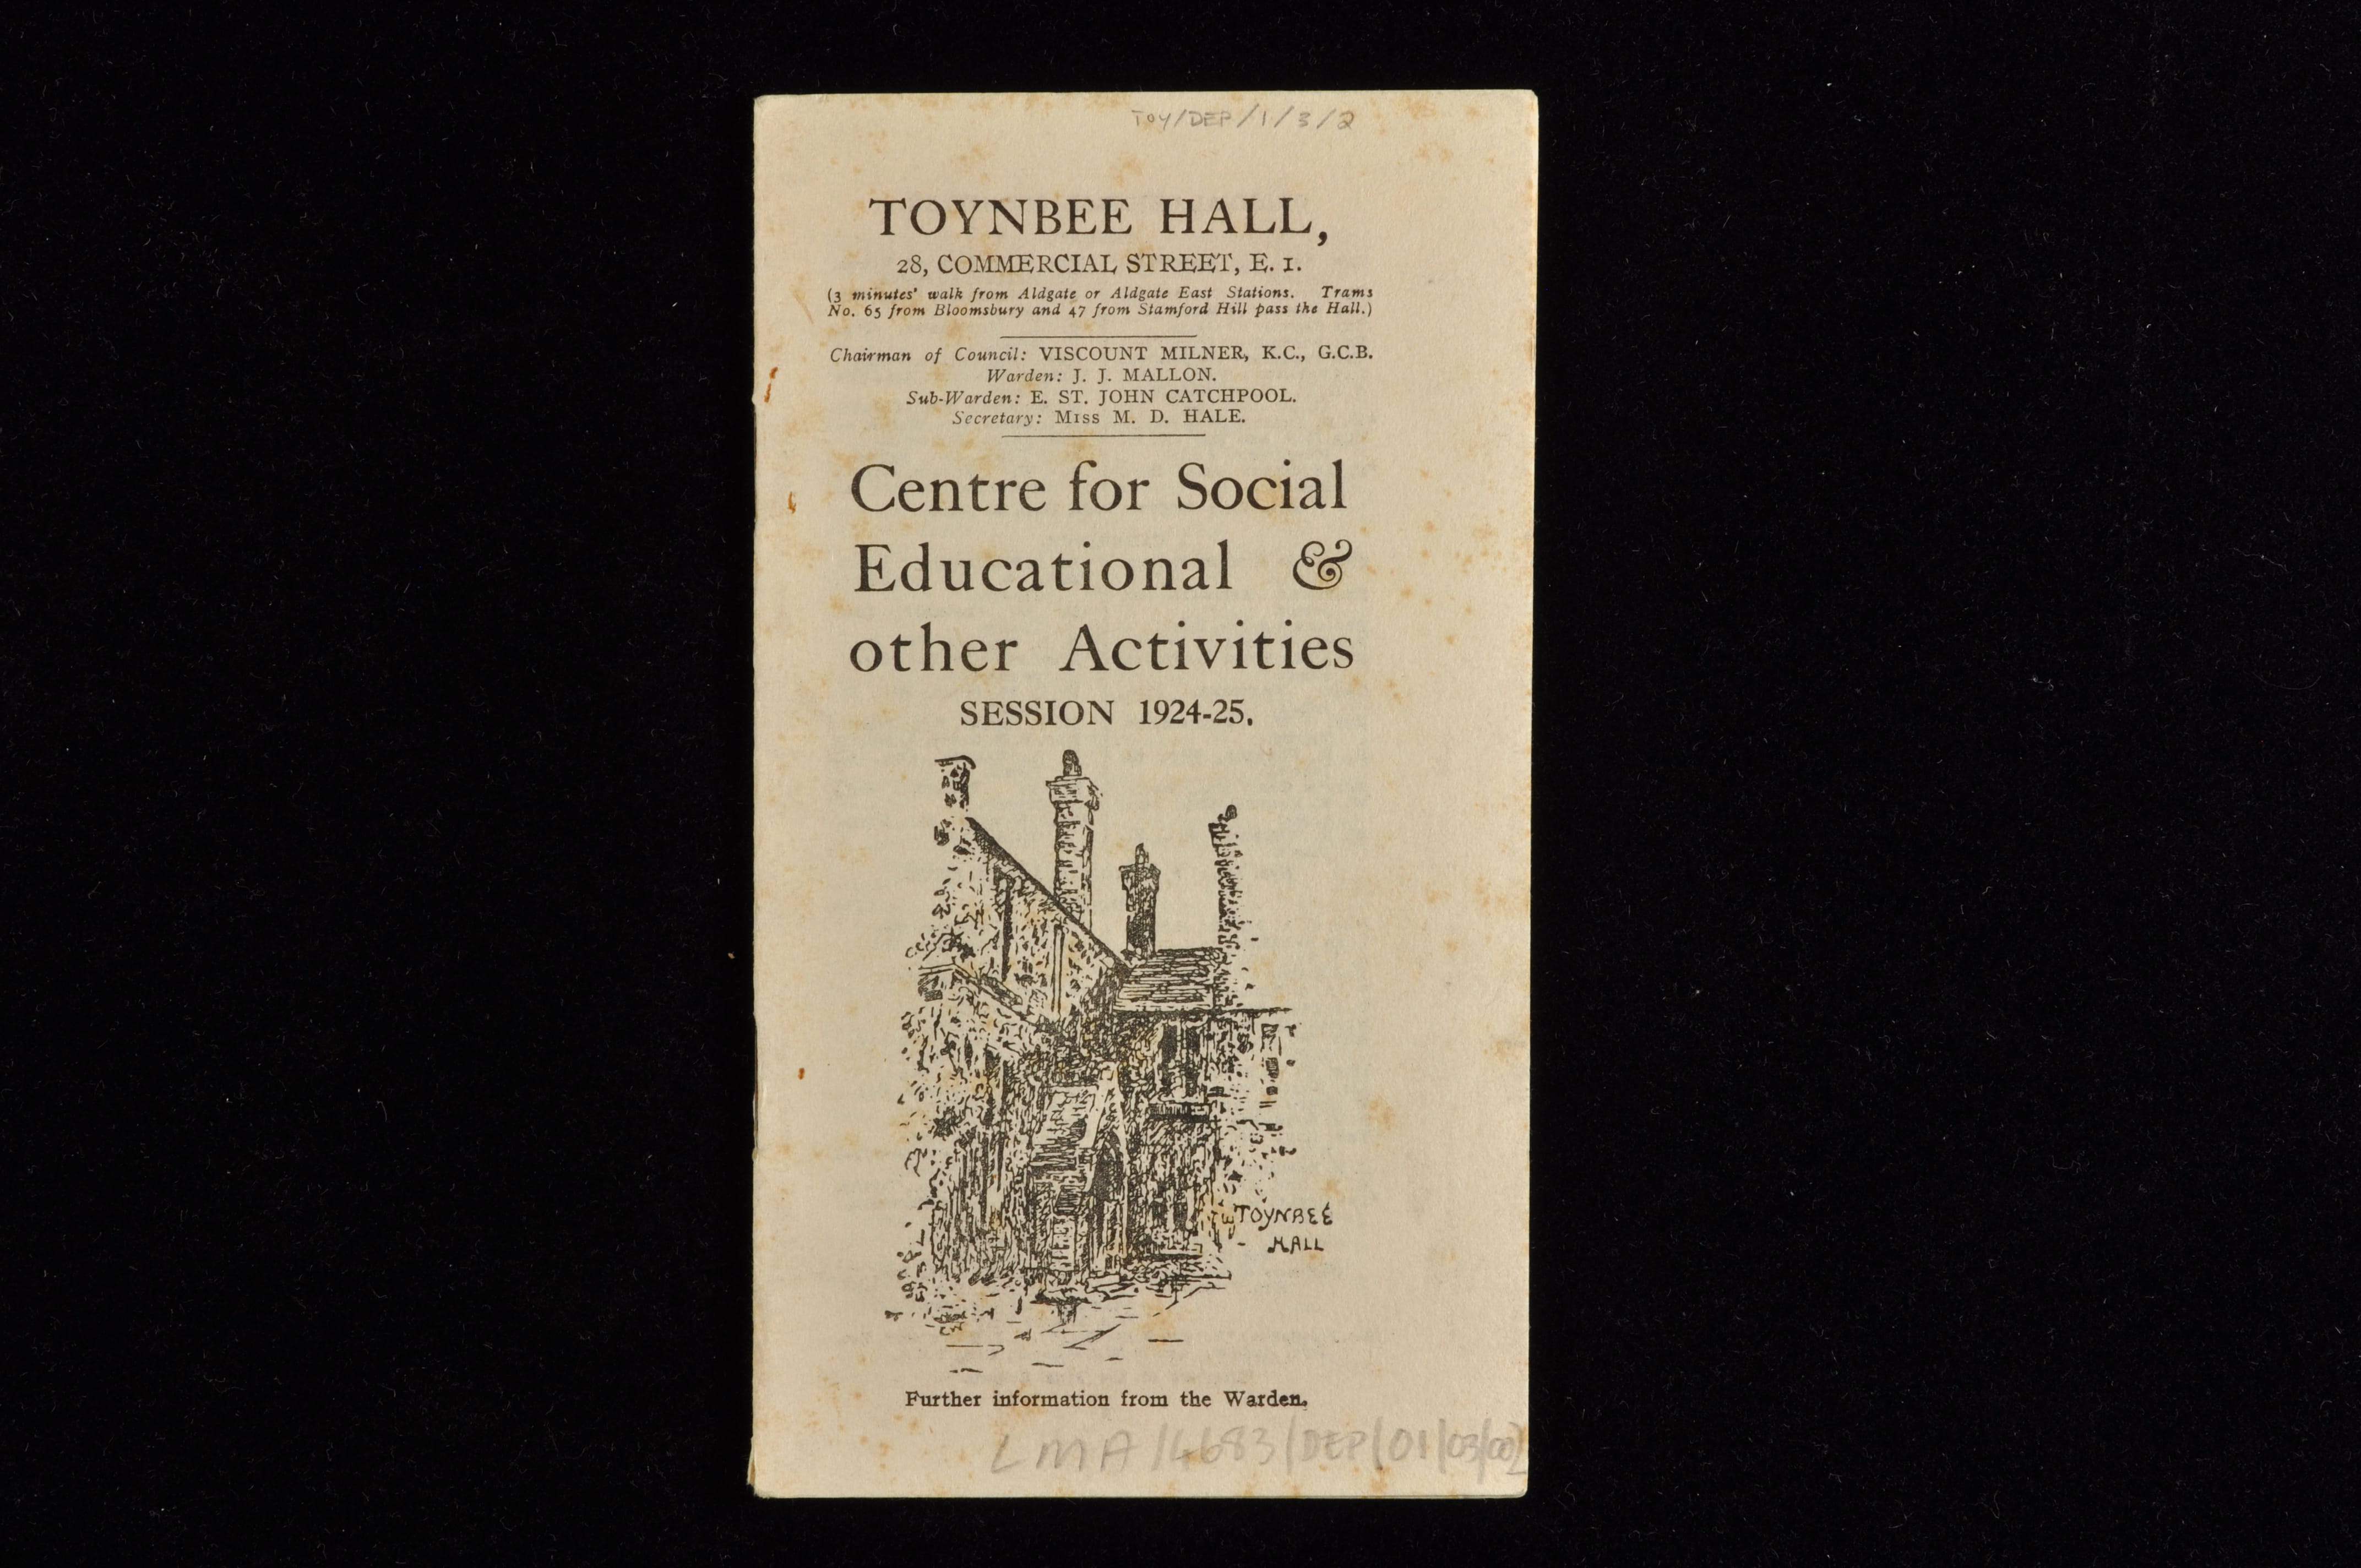 TOY/DEP/1/3/2
TOYNBEE HALL,
28, COMMERCIAL STREET, E. 1.
(3 minutes' walk from Aldgate or Aldgate East Stations. Trams
No. 65 from Bloomsbury and 47 from Stamford Hill pass the Hall.)
Chairman of Council: VISCOUNT MILNER, K.C., G.C.B.
Warden: J. J. MALLON.
Sub-Warden: E. ST. JOHN CATCHPOOL.
Secretary: Miss M. D. HALE.
Centre for Social
Educational &
other Activities
SESSION 1924-25.
TOYNBEE
HALL
Further information from the Warden.
LMA/4683/DEP/01/03/002